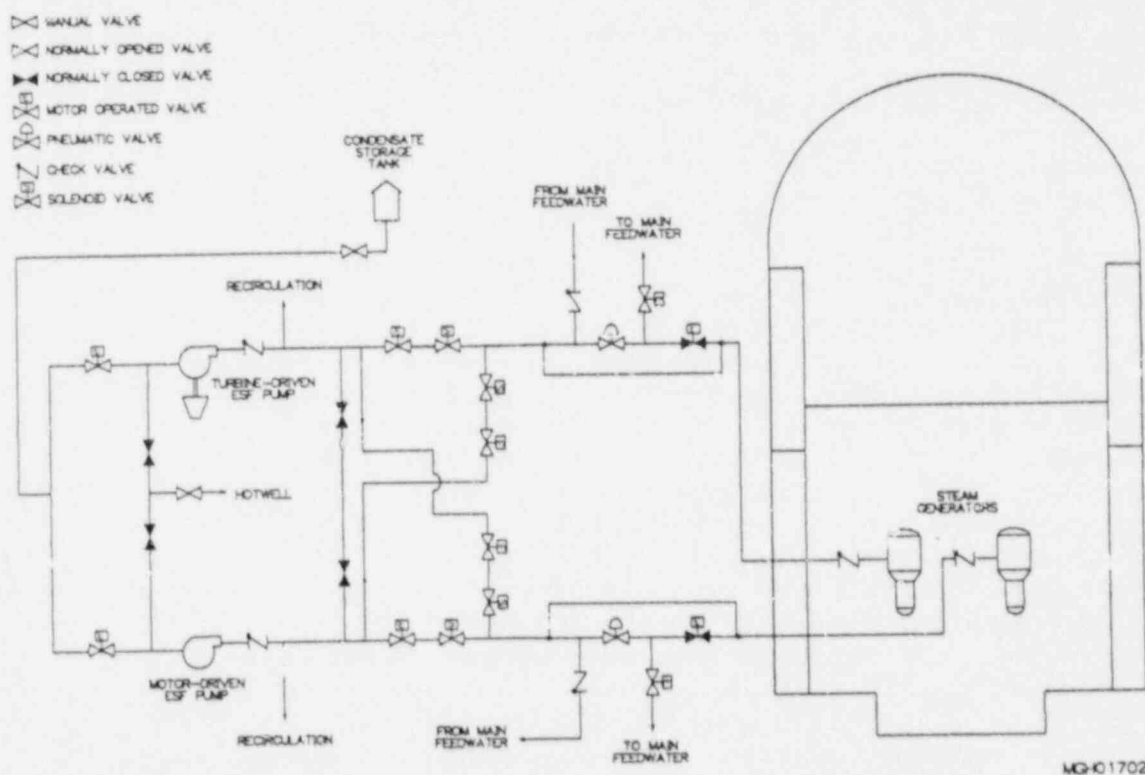 MANUAL VALVE
NORMALLY OPENED VALVE
NORMALLY CLOSED VALVE
MOTOR OPERATED VALVE
PNEUMATIC VALVE
CHECK VALVE
SOLENOID VALVE
CONDENSATE
STORAGE
TANK
FROM MAIN
FEEDWATER
TO MAIN
FEEDWATER
RECIRCULATION
TURBINE-DRIVEN
ESF PUMP
HOTWELL
STEAM
GENERATORS
MOTOR-DRIVEN
ESF PUMP
RECIRCULATION
FROM MAIN
FEEDWATER
TO MAIN
FEEDWATER
MGH01702